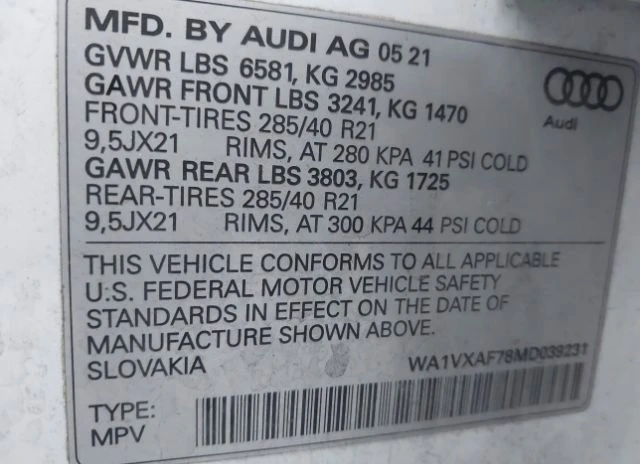 MFD. BY AUDI AG 05 21
GVWR LBS 6581, KG 2985
GAWR FRONT LBS 3241, KG 1470
FRONT-TIRES 285/40 R21
9,5JX21 RIMS, AT 280 KPA 41 PSI COLD
GAWR REAR LBS 3803, KG 1725
REAR-TIRES 285/40 R21
9,5JX21 RIMS, AT 300 KPA 44 PSI COLD
Audi
THIS VEHICLE CONFORMS TO ALL APPLICABLE
U.S. FEDERAL MOTOR VEHICLE SAFETY
STANDARDS IN EFFECT ON THE DATE OF
MANUFACTURE SHOWN ABOVE.
SLOVAKIA WA1VXAF78MD039231
TYPE:
MPV